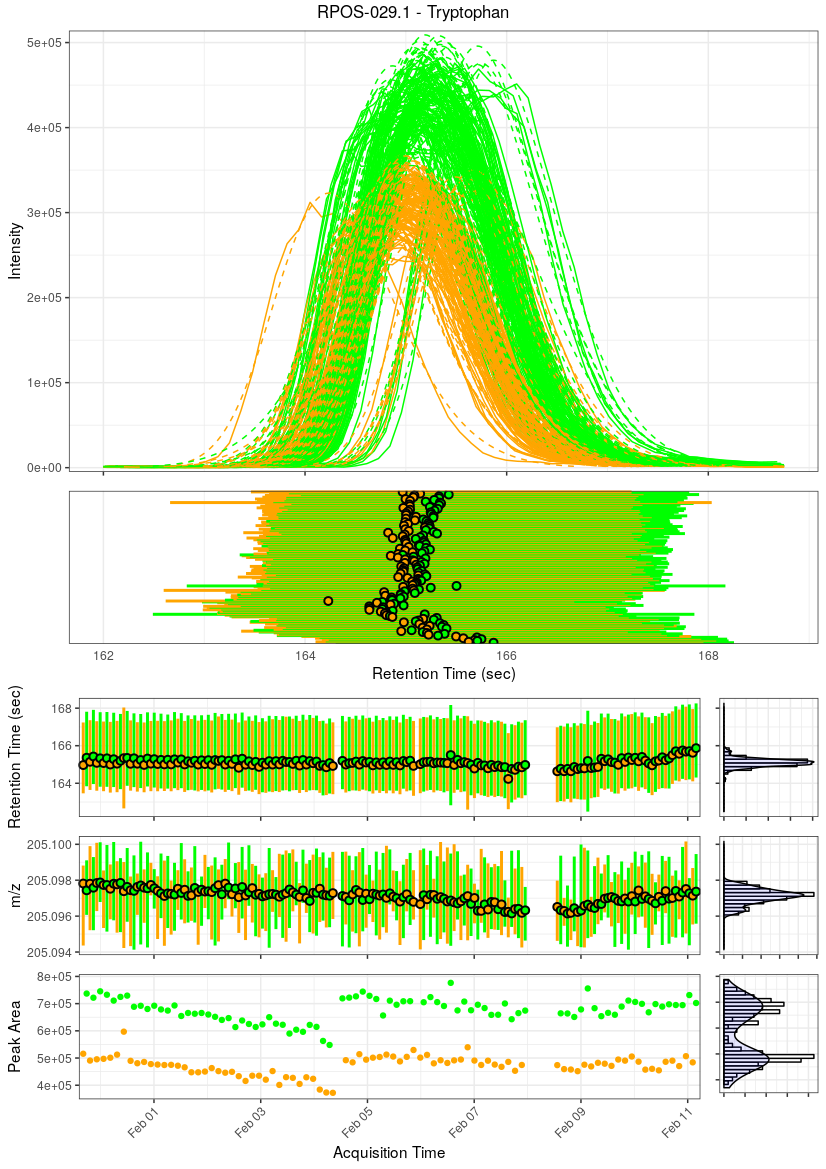 RPOS-029.1 - Tryptophan
5e+05
4e+05
3e+05
2e+05
1e+05
0e+00
Intensity
162 164 166 168
Retention Time (sec)
168
166
164
Retention Time (sec)
205.100
205.098
205.096
205.094
m/z
8e+05
7e+05
6e+05
5e+05
4e+05
Peak Area
Feb 01 Feb 03 Feb 05 Feb 07 Feb 09 Feb 11
Acquisition Time